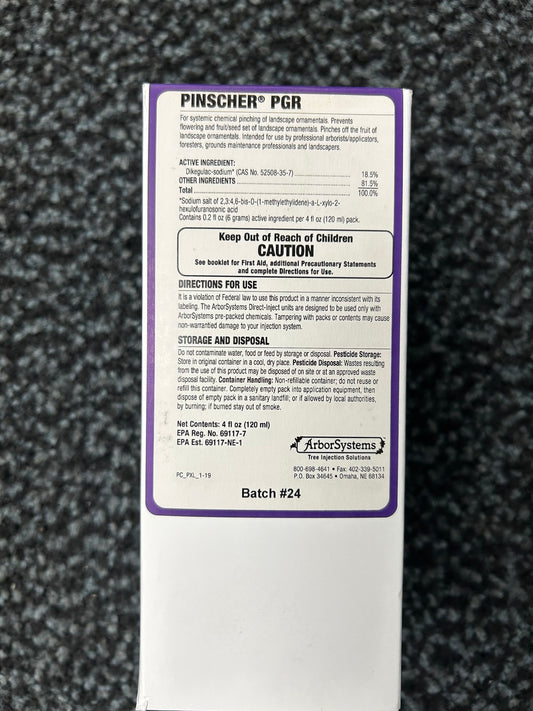 PINSCHER® PGR
For systemic chemical pinching of landscape ornamentals. Prevents
flowering and fruit/seed set of landscape ornamentals. Pinches off the fruit of
landscape ornamentals. Intended for use by professional arborists/applicators,
foresters, grounds maintenance professionals and landscapers.
ACTIVE INGREDIENT:
Dikegulac-sodium* (CAS No. 52508-35-7) 18.5%
OTHER INGREDIENTS 81.5%
Total 100.0%
*Sodium salt of 2,3:4,6-bis-O-(1-methylethylidene)-a-L-xylo-2-
hexulofuranosonic acid
Contains 0.2 fl oz (6 grams) active ingredient per 4 fl oz (120 ml) pack.
Keep Out of Reach of Children
CAUTION
See booklet for First Aid, additional Precautionary Statements
and complete Directions for Use.
DIRECTIONS FOR USE
It is a violation of Federal law to use this product in a manner inconsistent with its
labeling. The ArborSystems Direct-Inject units are designed to be used only with
ArborSystems pre-packed chemicals. Tampering with packs or contents may cause
non-warrantied damage to your injection system.
STORAGE AND DISPOSAL
Do not contaminate water, food or feed by storage or disposal. Pesticide Storage:
Store in original container in a cool, dry place. Pesticide Disposal: Wastes resulting
from the use of this product may be disposed of on site or at an approved waste
disposal facility. Container Handling: Non-refillable container; do not reuse or
refill this container. Completely empty pack into application equipment, then
dispose of empty pack in a sanitary landfill; or if allowed by local authorities,
by burning; if burned stay out of smoke.
Net Contents: 4 fl oz (120 ml)
EPA Reg. No. 69117-7
EPA Est. 69117-NE-1
ArborSystems
Tree Injection Solutions
PC_PXL_1-19
800-698-4641 • Fax: 402-339-5011
P.O. Box 34645 • Omaha, NE 68134
Batch #24